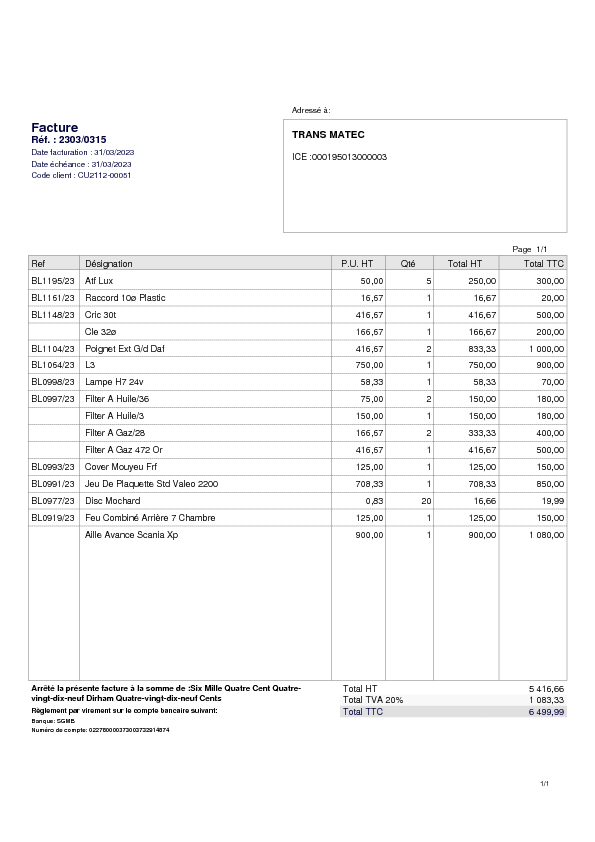 Adressé à:
Facture
Réf. : 2303/0315
Date facturation : 31/03/2023
Date échéance : 31/03/2023
Code client : CU2112-00051
TRANS MATEC
ICE :000195013000003
Page 1/1
Ref Désignation P.U. HT Qté Total HT Total TTC
BL1195/23 Atf Lux 50,00 5 250,00 300,00
BL1161/23 Raccord 10ø Plastic 16,67 1 16,67 20,00
BL1148/23 Cric 30t 416,67 1 416,67 500,00
Cle 32ø 166,67 1 166,67 200,00
BL1104/23 Poignet Ext G/d Daf 416,67 2 833,33 1 000,00
BL1064/23 L3 750,00 1 750,00 900,00
BL0998/23 Lampe H7 24v 58,33 1 58,33 70,00
BL0997/23 Filter A Huile/36 75,00 2 150,00 180,00
Filter A Huile/3 150,00 1 150,00 180,00
Filter A Gaz/28 166,67 2 333,33 400,00
Filter A Gaz 472 Or 416,67 1 416,67 500,00
BL0993/23 Cover Mouyeu Frf 125,00 1 125,00 150,00
BL0991/23 Jeu De Plaquette Std Valeo 2200 708,33 1 708,33 850,00
BL0977/23 Disc Mochard 0,83 20 16,66 19,99
BL0919/23 Feu Combiné Arrière 7 Chambre 125,00 1 125,00 150,00
Aille Avance Scania Xp 900,00 1 900,00 1 080,00
Arrêté la présente facture à la somme de :Six Mille Quatre Cent Quatre-
vingt-dix-neuf Dirham Quatre-vingt-dix-neuf Cents
Règlement par virement sur le compte bancaire suivant:
Banque: SGMB
Numéro de compte:
Total HT 5 416,66
Total TVA 20% 1 083,33
Total TTC 6 499,99
1/1